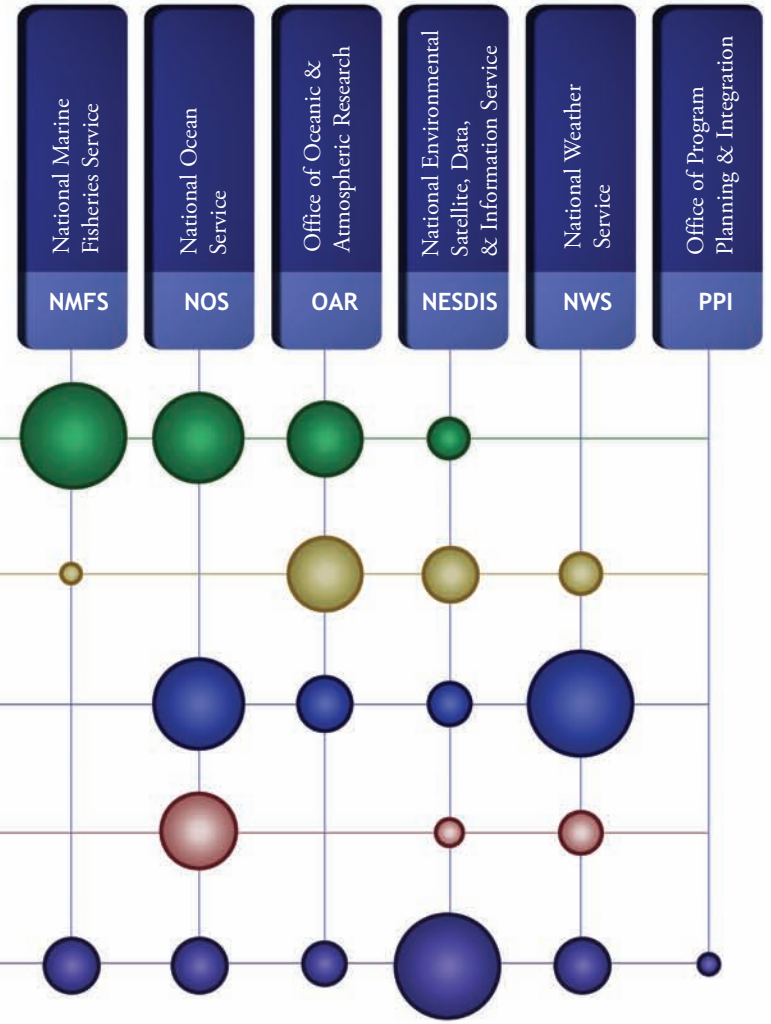 National Marine
Fisheries Service
NMFS
National Ocean
Service
NOS
Office of Oceanic &
Atmospheric Research
OAR
National Environmental
Satellite, Data,
& Information Service
NESDIS
National Weather
Service
NWS
Office of Program
Planning & Integration
PPI